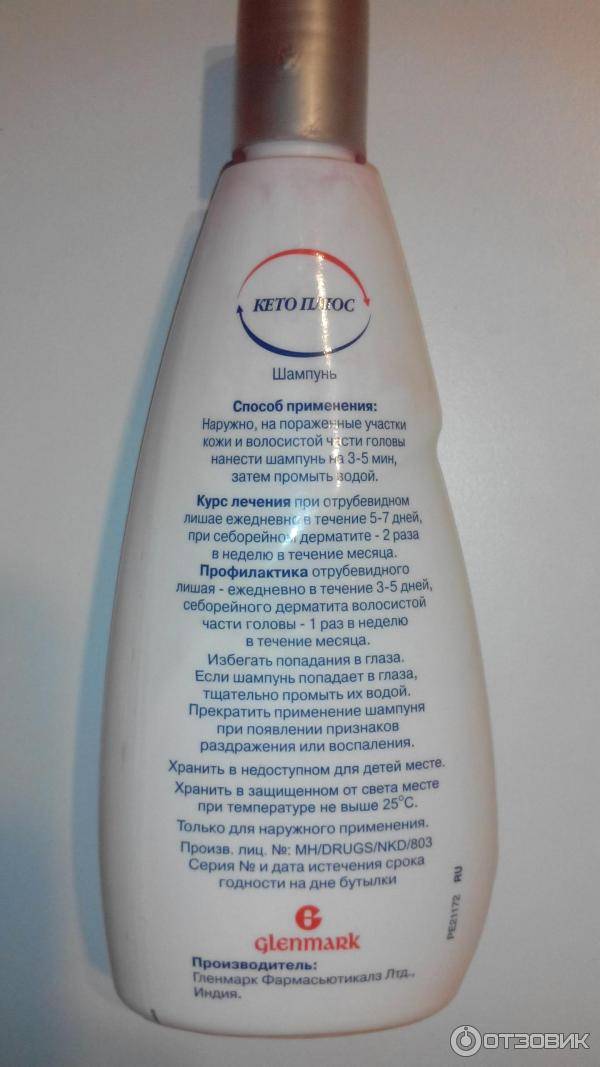 КЕТО ПЛЮС
Шампунь
Способ применения:
Наружно, на пораженные участки
кожи и волосистой части головы
нанести шампунь на 3-5 мин,
затем промыть водой.
Курс лечения при отрубевидном
лишае ежедневно в течение 5-7 дней,
при себорейном дерматите - 2 раза
в неделю в течение месяца.
Профилактика отрубевидного
лишая - ежедневно в течение 3-5 дней,
себорейного дерматита волосистой
части головы - 1 раз в неделю
в течение месяца.
Избегать попадания в глаза.
Если шампунь попадает в глаза,
тщательно промыть их водой.
Прекратить применение шампуня
при появлении признаков
раздражения или воспаления.
Хранить в недоступном для детей месте.
Хранить в защищенном от света месте
при температуре не выше 25°С.
Только для наружного применения.
Произв. лиц. №: MH/DRUGS/NKD/803
Серия № и дата истечения срока
годности на дне бутылки
PE21172 RU
glenmark
Производитель:
Гленмарк Фармасьютикалз Лтд.,
Индия.
ОТЗОВИК